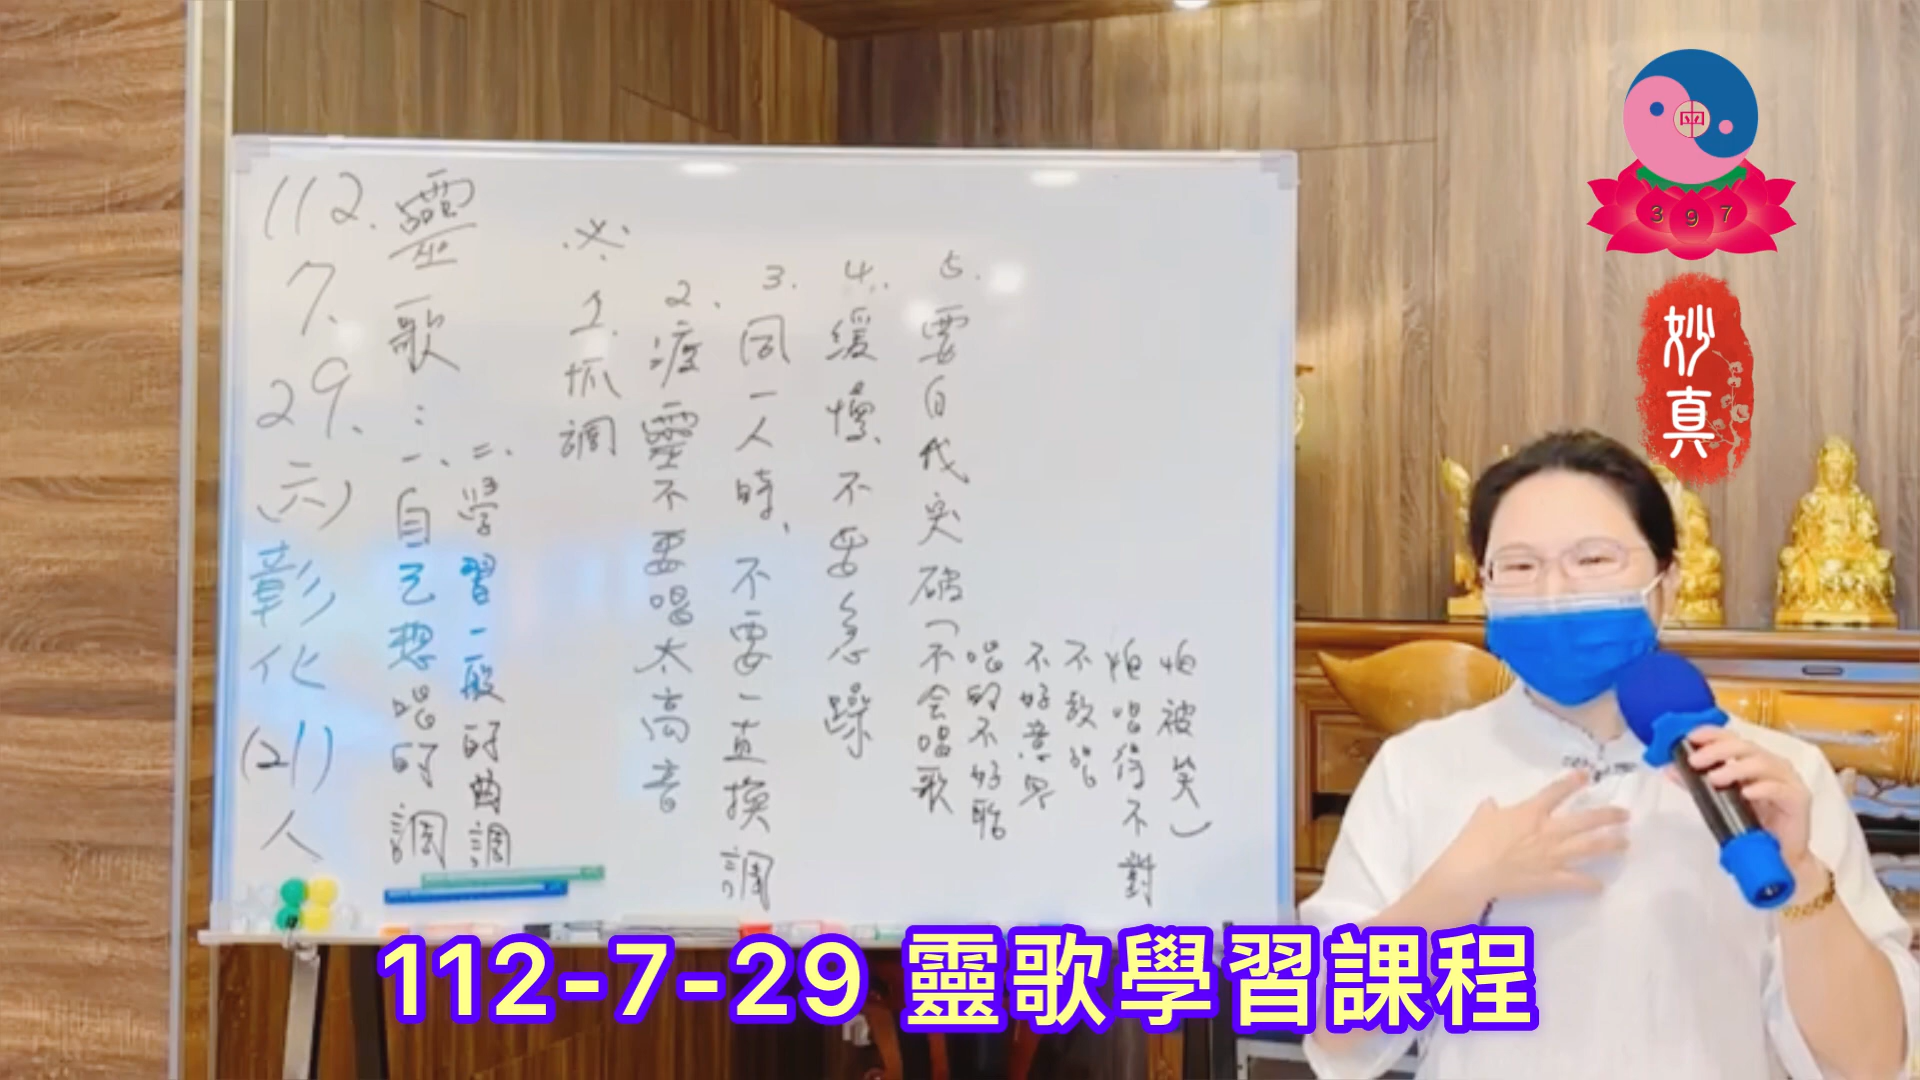 112.
7.
29.
(六)
彰化
(21)
人
靈歌：一、自己想唱的調
二、學習一般的曲調
1. 抓調
2. 渡靈不要唱太高音
3. 同一人時、不要一直換調
4. 緩慢、不要急躁
5. 要自我突破(不会唱歌
唱的不好聽
不好意思
不敢唱
怕唱得不對
怕被笑)
397
妙真
112-7-29 靈歌學習課程